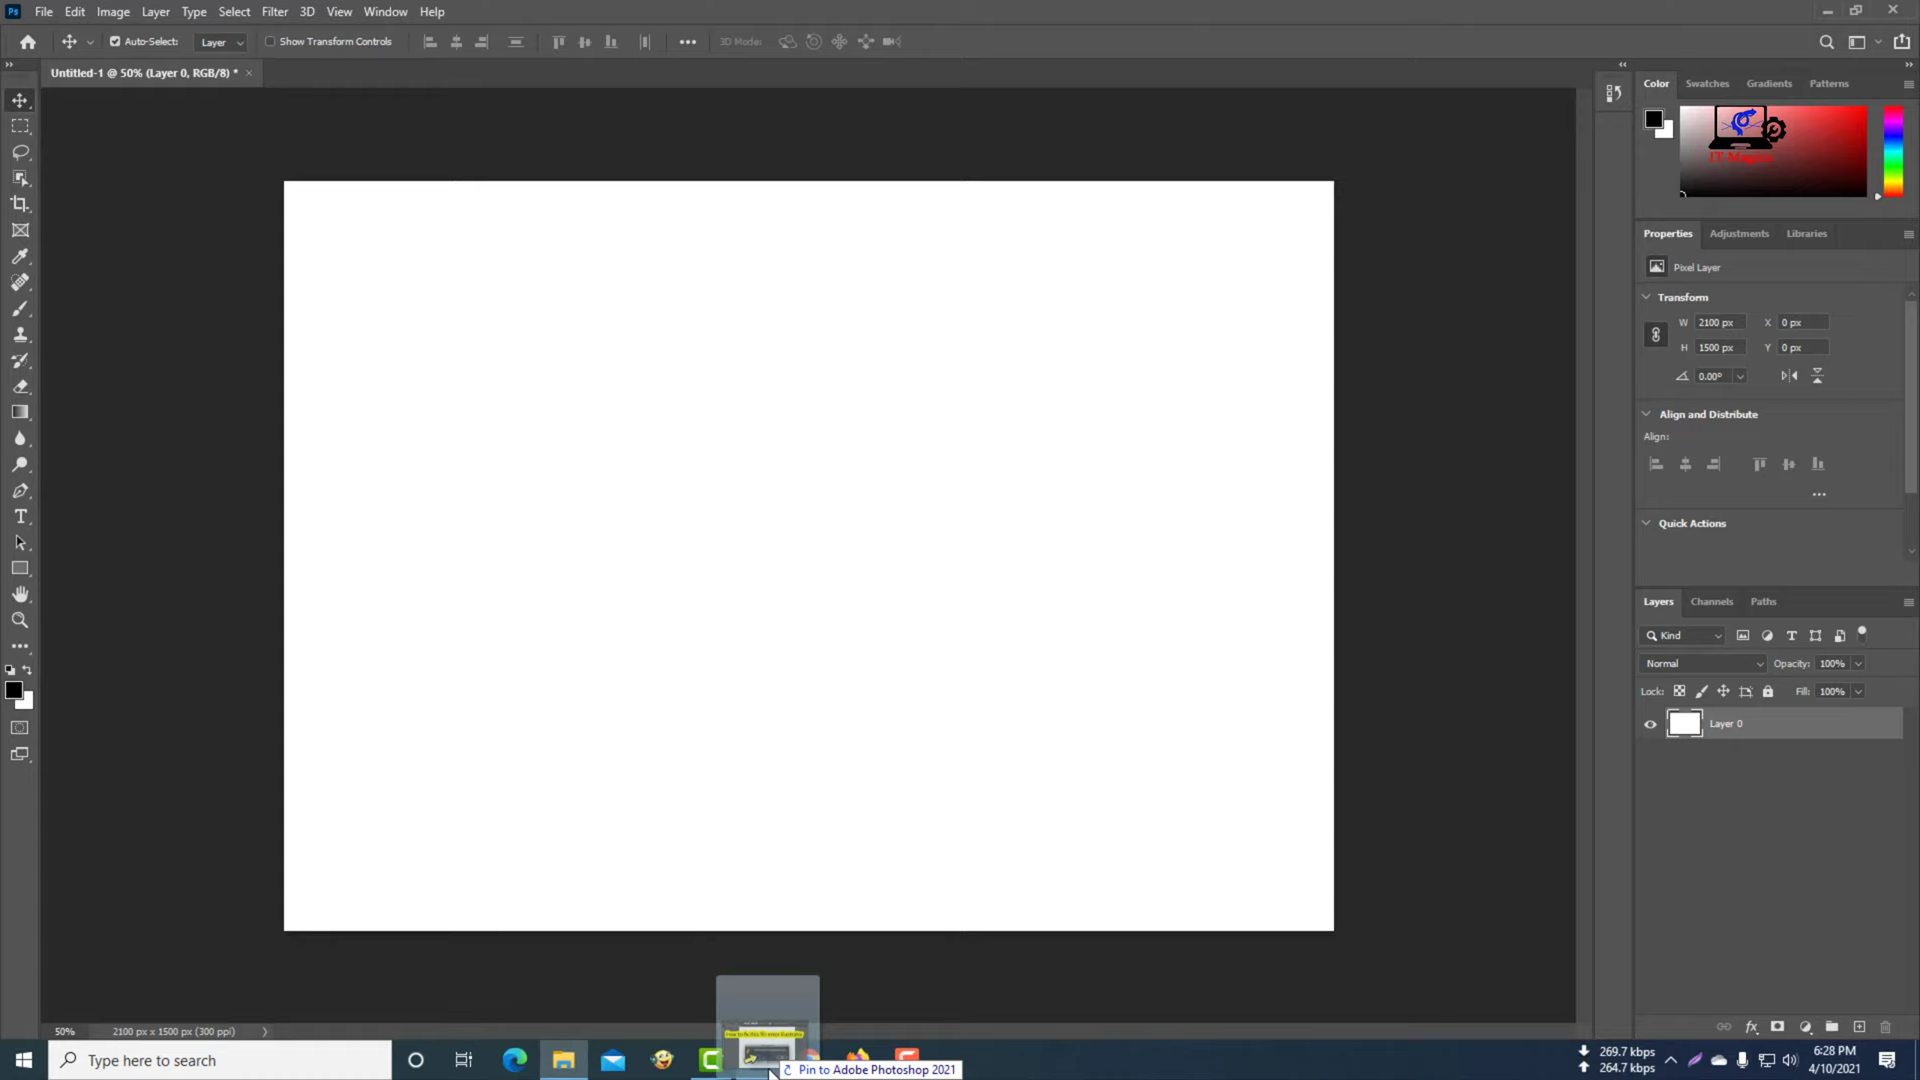 Ps File Edit Image Layer Type Select Filter 3D View Window Help
Auto-Select: Layer Show Transform Controls 3D Mode:
Untitled-1 @ 50% (Layer 0, RGB/8) *
Color Swatches Gradients Patterns
Properties Adjustments Libraries
Pixel Layer
Transform
W 2100 px X 0 px
H 1500 px Y 0 px
0.00°
Align and Distribute
Align:
Quick Actions
Layers Channels Paths
Kind
Normal Opacity: 100%
Lock: Fill: 100%
Layer 0
50% 2100 px x 1500 px (300 ppi)
Type here to search
Pin to Adobe Photoshop 2021
269.7 kbps
264.7 kbps
6:28 PM
4/10/2021